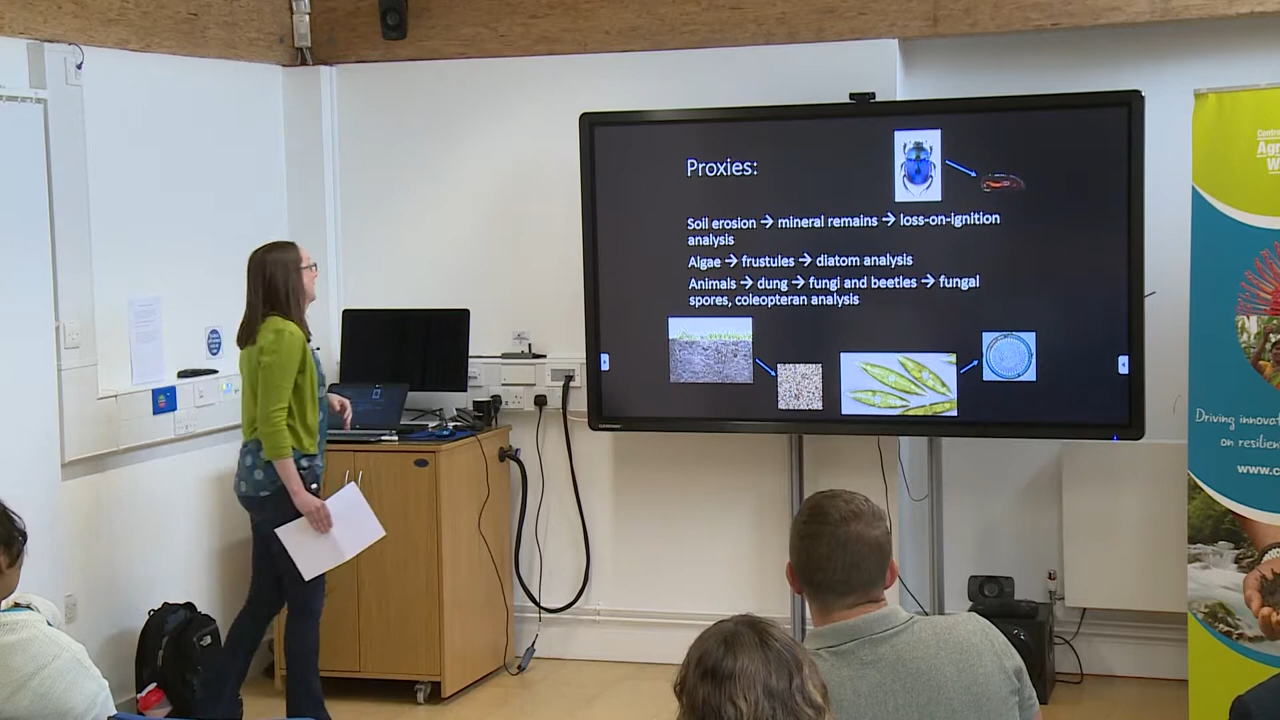 Proxies:
Soil erosion → mineral remains → loss-on-ignition
analysis
Algae → frustules → diatom analysis
Animals → dung → fungi and beetles → fungal
spores, coleopteran analysis
Driving innovat
on resilien
www.c